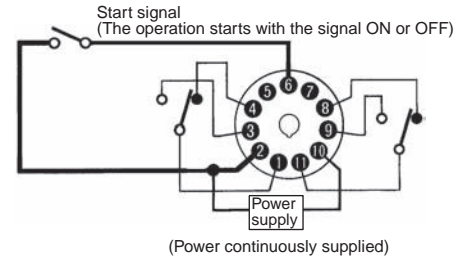 Start signal
(The operation starts with the signal ON or OFF)
5 6 7
4 8
3 9
2 10
1 11
Power
supply
(Power continuously supplied)